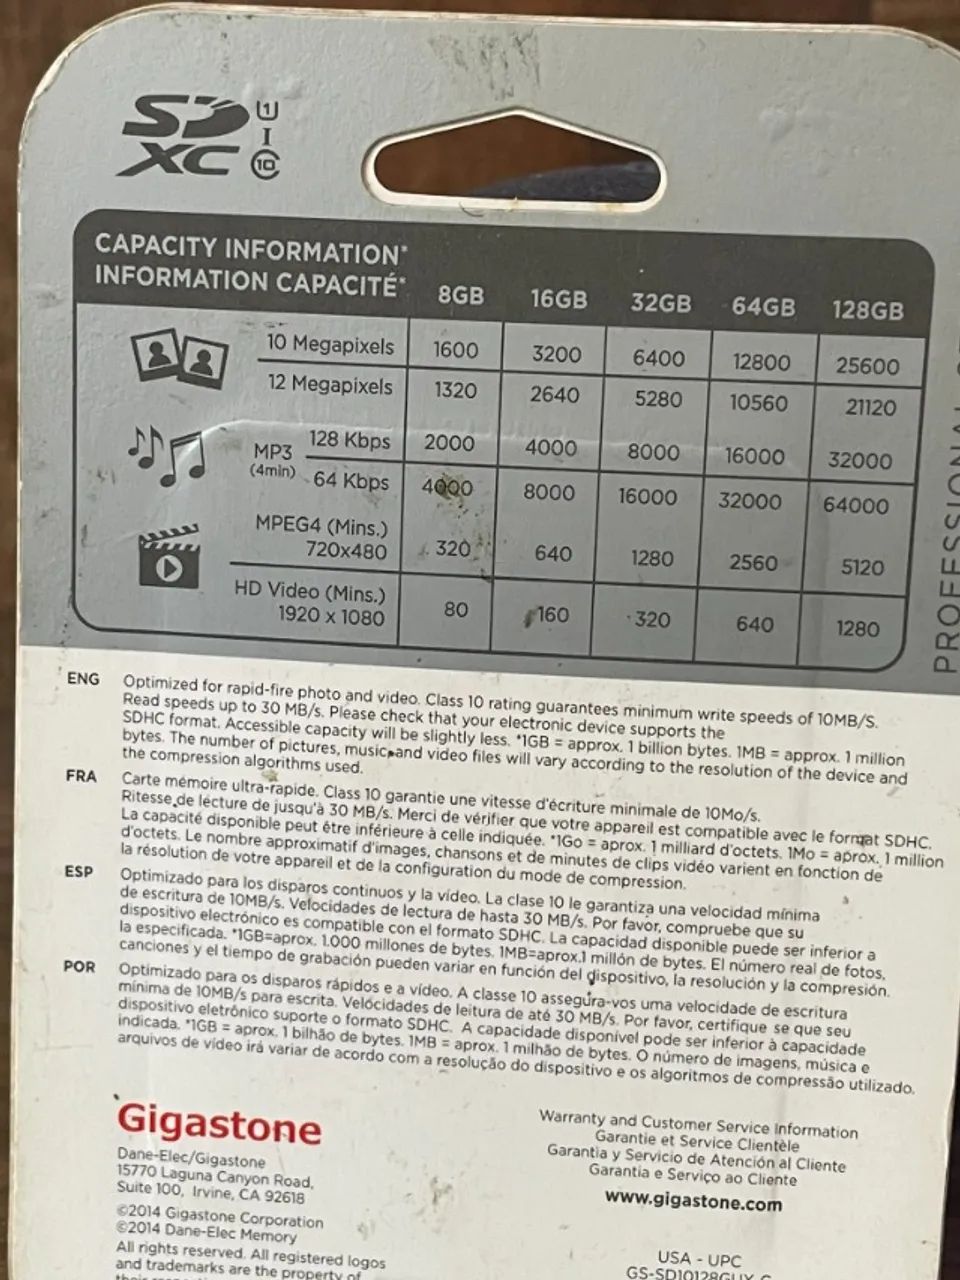 SD U1
XC I 10
CAPACITY INFORMATION*
INFORMATION CAPACITÉ* 8GB 16GB 32GB 64GB 128GB
10 Megapixels 1600 3200 6400 12800 25600
12 Megapixels 1320 2640 5280 10560 21120
MP3 (4min) 128 Kbps 2000 4000 8000 16000 32000
64 Kbps 4000 8000 16000 32000 64000
MPEG4 (Mins.)
720x480 320 640 1280 2560 5120
HD Video (Mins.)
1920 x 1080 80 160 320 640 1280
PROFESSIONAL
ENG Optimized for rapid-fire photo and video. Class 10 rating guarantees minimum write speeds of 10MB/S.
Read speeds up to 30 MB/s. Please check that your electronic device supports the
SDHC format. Accessible capacity will be slightly less. *1GB = approx. 1 billion bytes. 1MB = approx. 1 million
bytes. The number of pictures, music and video files will vary according to the resolution of the device and
the compression algorithms used.
FRA Carte mémoire ultra-rapide. Class 10 garantie une vitesse d'écriture minimale de 10Mo/s.
Ritesse de lecture de jusqu'à 30 MB/s. Merci de vérifier que votre appareil est compatible avec le format SDHC.
La capacité disponible peut être inférieure à celle indiquée. *1Go = aprox. 1 milliard d'octets. 1Mo = aprox. 1 million
d'octets. Le nombre approximatif d'images, chansons et de minutes de clips vidéo varient en fonction de
la résolution de votre appareil et de la configuration du mode de compression.
ESP Optimizado para los disparos continuos y la vídeo. La clase 10 le garantiza una velocidad mínima
de escritura de 10MB/s. Velocidades de lectura de hasta 30 MB/s. Por favor, compruebe que su
dispositivo electrónico es compatible con el formato SDHC. La capacidad disponible puede ser inferior a
la especificada. *1GB=aprox. 1.000 millones de bytes. 1MB=aprox.1 millón de bytes. El número real de fotos,
canciones y el tiempo de grabación pueden variar en función del dispositivo, la resolución y la compresión.
POR Optimizado para os disparos rápidos e a vídeo. A classe 10 assegura-vos uma velocidade de escritura
mínima de 10MB/s para escrita. Velócidades de leitura de até 30 MB/s. Por favor, certifique se que seu
dispositivo eletrônico suporte o formato SDHC. A capacidade disponível pode ser inferior à capacidade
indicada. *1GB = aprox. 1 bilhão de bytes. 1MB = aprox. 1 milhão de bytes. O número de imagens, música e
arquivos de vídeo irá variar de acordo com a resolução do dispositivo e os algoritmos de compressão utilizado.
Gigastone
Dane-Elec/Gigastone
15770 Laguna Canyon Road,
Suite 100, Irvine, CA 92618
©2014 Gigastone Corporation
©2014 Dane-Elec Memory
All rights reserved. All registered logos
and trademarks are the property of
Warranty and Customer Service Information
Garantie et Service Clientèle
Garantia y Servicio de Atención al Cliente
Garantia e Serviço ao Cliente
www.gigastone.com
USA - UPC